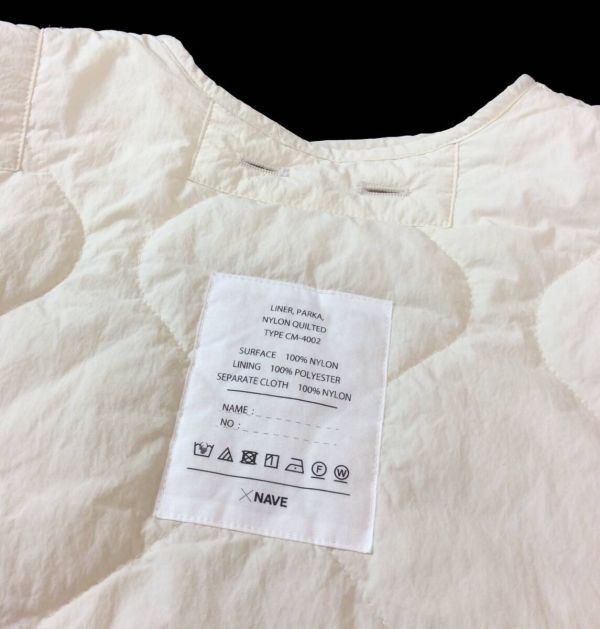 LINER, PARKA,
NYLON QUILTED
TYPE CM-4002
SURFACE 100% NYLON
LINING 100% POLYESTER
SEPARATE CLOTH 100% NYLON
NAME :
NO. :
F W
NAVE